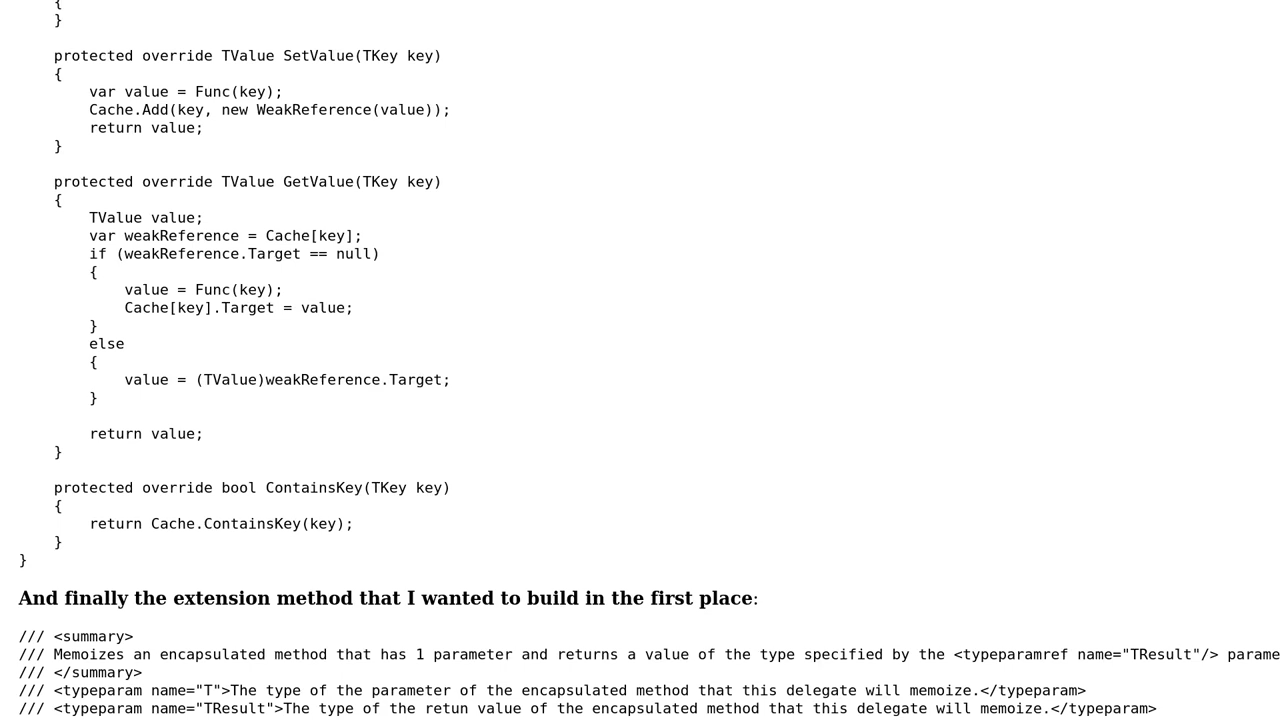 {
    }

    protected override TValue SetValue(TKey key)
    {
        var value = Func(key);
        Cache.Add(key, new WeakReference(value));
        return value;
    }

    protected override TValue GetValue(TKey key)
    {
        TValue value;
        var weakReference = Cache[key];
        if (weakReference.Target == null)
        {
            value = Func(key);
            Cache[key].Target = value;
        }
        else
        {
            value = (TValue)weakReference.Target;
        }

        return value;
    }

    protected override bool ContainsKey(TKey key)
    {
        return Cache.ContainsKey(key);
    }
}
And finally the extension method that I wanted to build in the first place:
/// <summary>
/// Memoizes an encapsulated method that has 1 parameter and returns a value of the type specified by the <typeparamref name="TResult"/> parame
/// </summary>
/// <typeparam name="T">The type of the parameter of the encapsulated method that this delegate will memoize.</typeparam>
/// <typeparam name="TResult">The type of the retun value of the encapsulated method that this delegate will memoize.</typeparam>